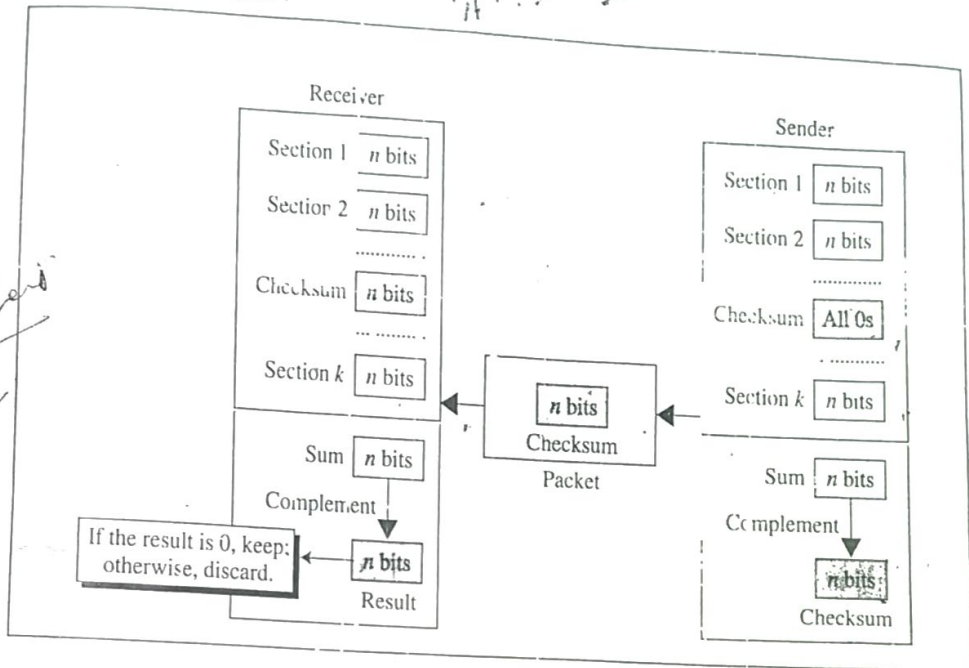 Receiver
Section 1 n bits
Section 2 n bits
............
Checksum n bits
............
Section k n bits
Sum n bits
Complement
n bits
Result
If the result is 0, keep;
otherwise, discard.
n bits
Checksum
Packet
Sender
Section 1 n bits
Section 2 n bits
............
Checksum All 0s
............
Section k n bits
Sum n bits
Complement
n bits
Checksum